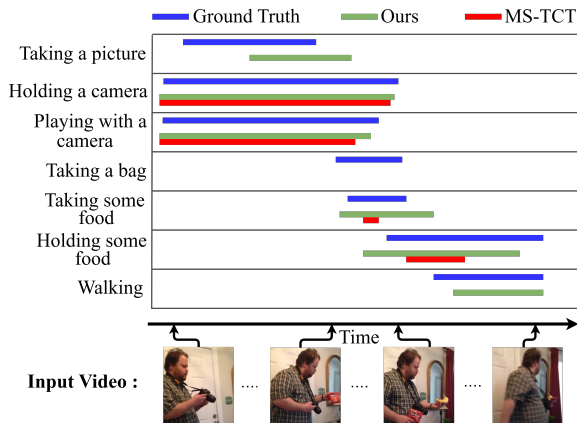 Ground Truth
Ours
MS-TCT
Taking a picture
Holding a camera
Playing with a
camera
Taking a bag
Taking some
food
Holding some
food
Walking
Time
Input Video :
....
....
....